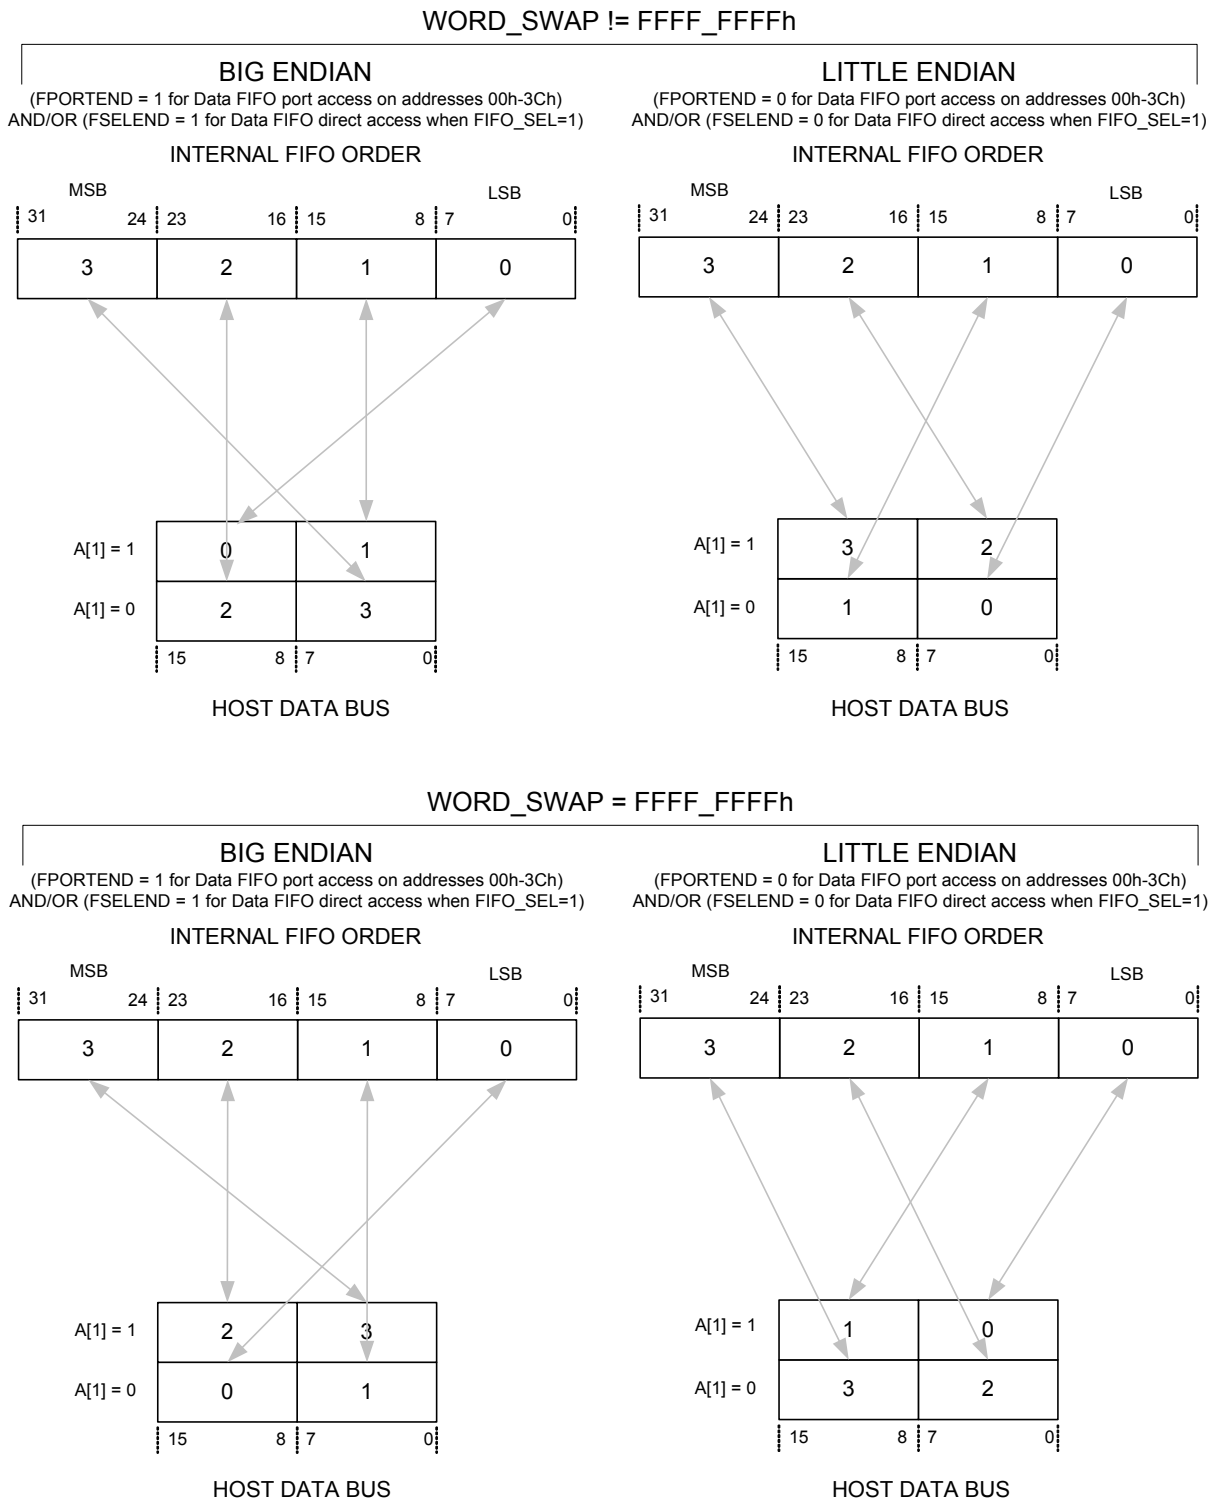 WORD_SWAP != FFFF_FFFFh
BIG ENDIAN
(FPORTEND = 1 for Data FIFO port access on addresses 00h-3Ch)
AND/OR (FSELEND = 1 for Data FIFO direct access when FIFO_SEL=1)
INTERNAL FIFO ORDER
MSB LSB
31 24 23 16 15 8 7 0
3 2 1 0
A[1] = 1 0 1
A[1] = 0 2 3
15 8 7 0
HOST DATA BUS
LITTLE ENDIAN
(FPORTEND = 0 for Data FIFO port access on addresses 00h-3Ch)
AND/OR (FSELEND = 0 for Data FIFO direct access when FIFO_SEL=1)
INTERNAL FIFO ORDER
MSB LSB
31 24 23 16 15 8 7 0
3 2 1 0
A[1] = 1 3 2
A[1] = 0 1 0
15 8 7 0
HOST DATA BUS
WORD_SWAP = FFFF_FFFFh
BIG ENDIAN
(FPORTEND = 1 for Data FIFO port access on addresses 00h-3Ch)
AND/OR (FSELEND = 1 for Data FIFO direct access when FIFO_SEL=1)
INTERNAL FIFO ORDER
MSB LSB
31 24 23 16 15 8 7 0
3 2 1 0
A[1] = 1 2 3
A[1] = 0 0 1
15 8 7 0
HOST DATA BUS
LITTLE ENDIAN
(FPORTEND = 0 for Data FIFO port access on addresses 00h-3Ch)
AND/OR (FSELEND = 0 for Data FIFO direct access when FIFO_SEL=1)
INTERNAL FIFO ORDER
MSB LSB
31 24 23 16 15 8 7 0
3 2 1 0
A[1] = 1 1 0
A[1] = 0 3 2
15 8 7 0
HOST DATA BUS